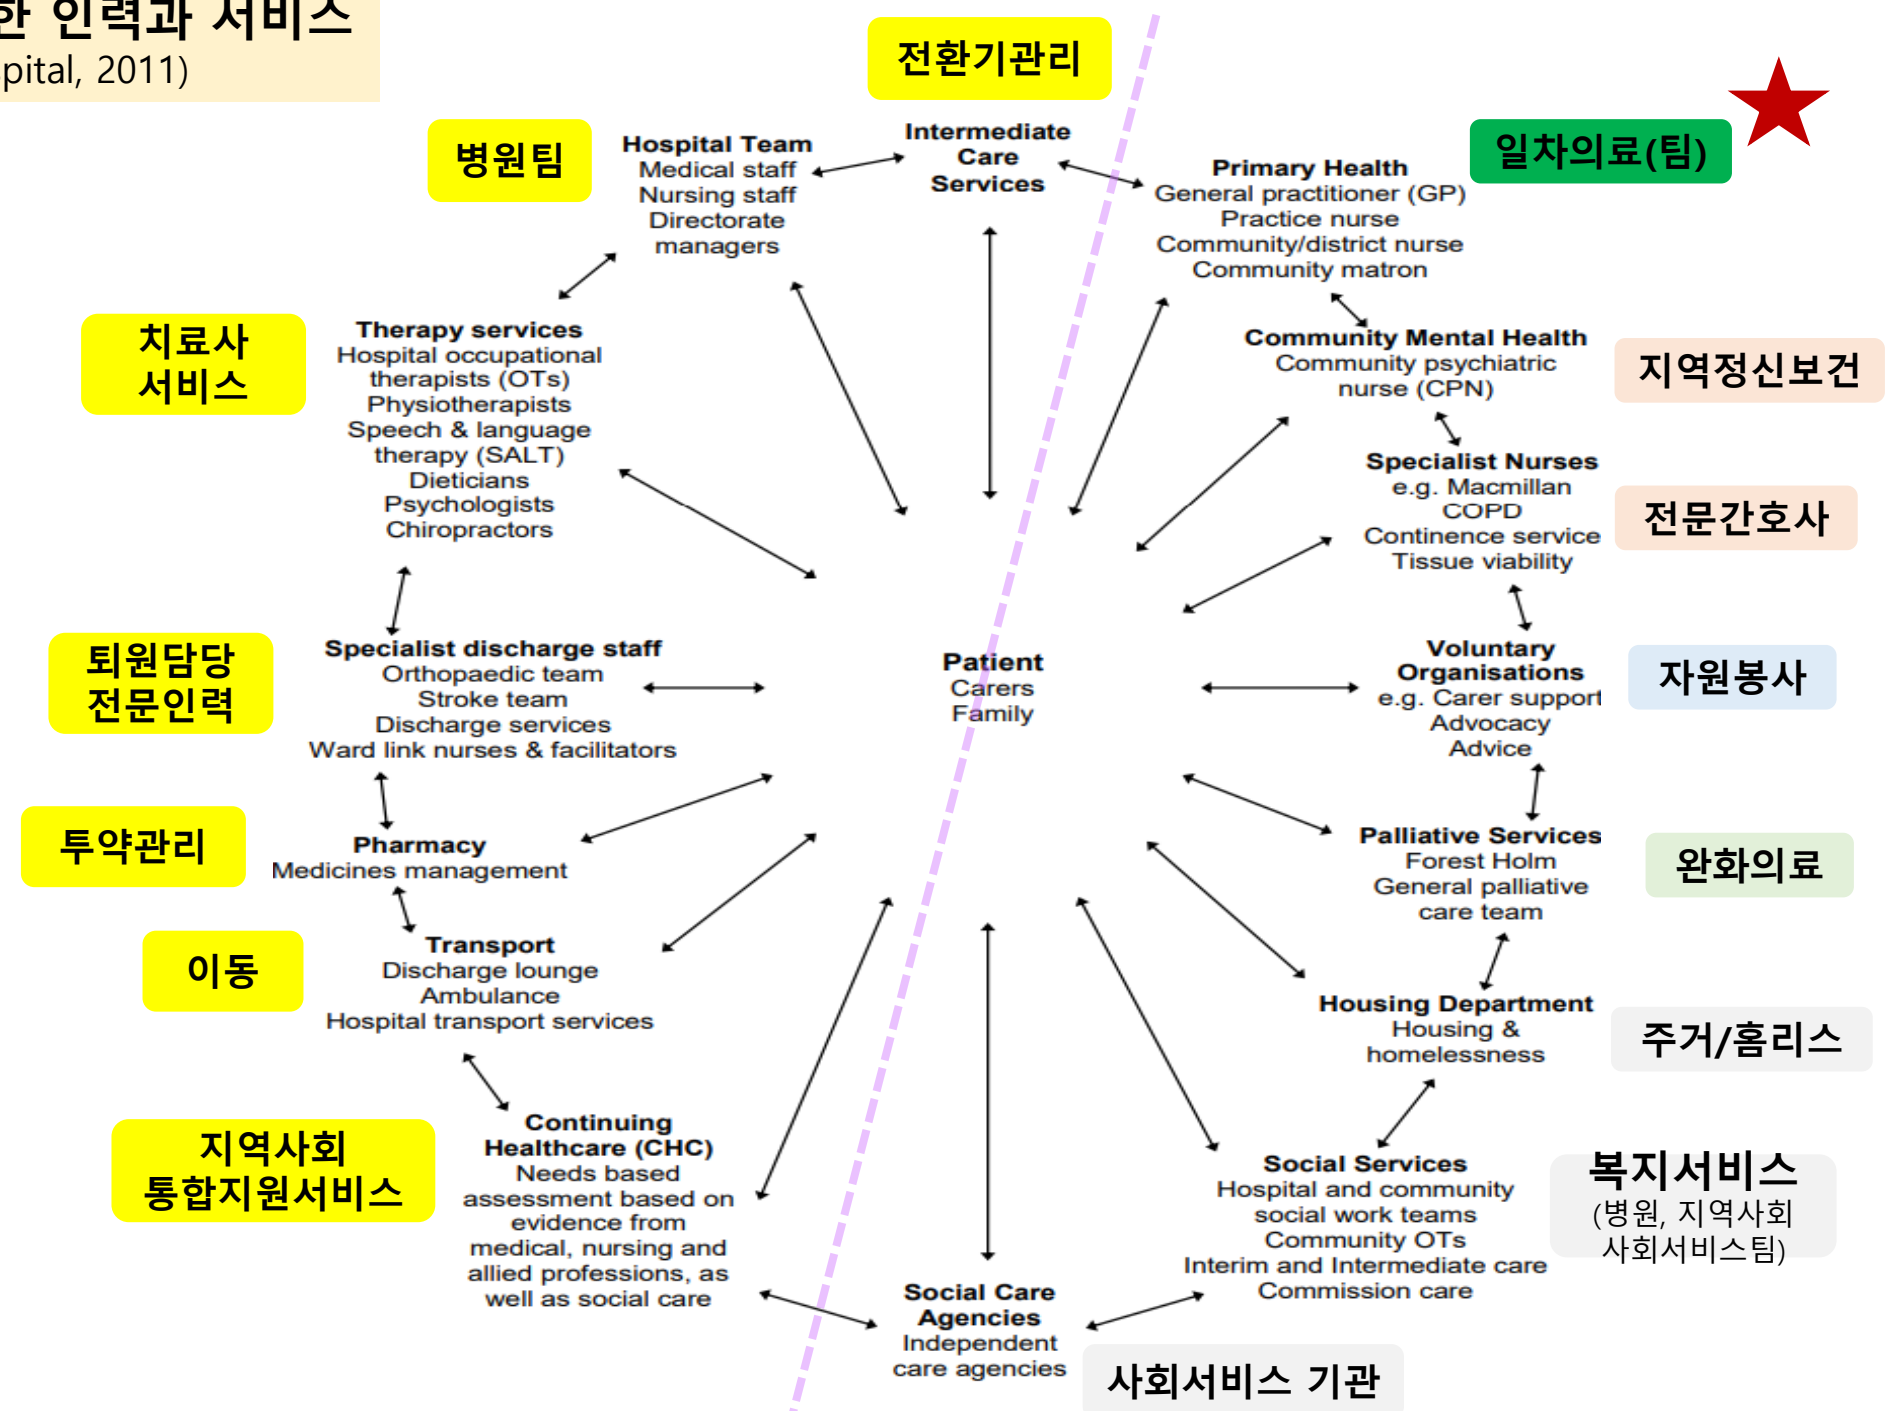 한 인력과 서비스
spital, 2011)
전환기관리
병원팀
Hospital Team
Medical staff
Nursing staff
Directorate
managers
Intermediate
Care
Services
일차의료(팀)
Primary Health
General practitioner (GP)
Practice nurse
Community/district nurse
Community matron
치료사
서비스
Therapy services
Hospital occupational
therapists (OTs)
Physiotherapists
Speech & language
therapy (SALT)
Dieticians
Psychologists
Chiropractors
Community Mental Health
Community psychiatric
nurse (CPN)
지역정신보건
Specialist Nurses
e.g. Macmillan
COPD
Continence service
Tissue viability
전문간호사
퇴원담당
전문인력
Specialist discharge staff
Orthopaedic team
Stroke team
Discharge services
Ward link nurses & facilitators
Patient
Carers
Family
Voluntary
Organisations
e.g. Carer support
Advocacy
Advice
자원봉사
투약관리
Pharmacy
Medicines management
Palliative Services
Forest Holm
General palliative
care team
완화의료
이동
Transport
Discharge lounge
Ambulance
Hospital transport services
Housing Department
Housing &
homelessness
주거/홈리스
지역사회
통합지원서비스
Continuing
Healthcare (CHC)
Needs based
assessment based on
evidence from
medical, nursing and
allied professions, as
well as social care
Social Services
Hospital and community
social work teams
Community OTs
Interim and Intermediate care
Commission care
복지서비스
(병원, 지역사회
사회서비스팀)
Social Care
Agencies
Independent
care agencies
사회서비스 기관